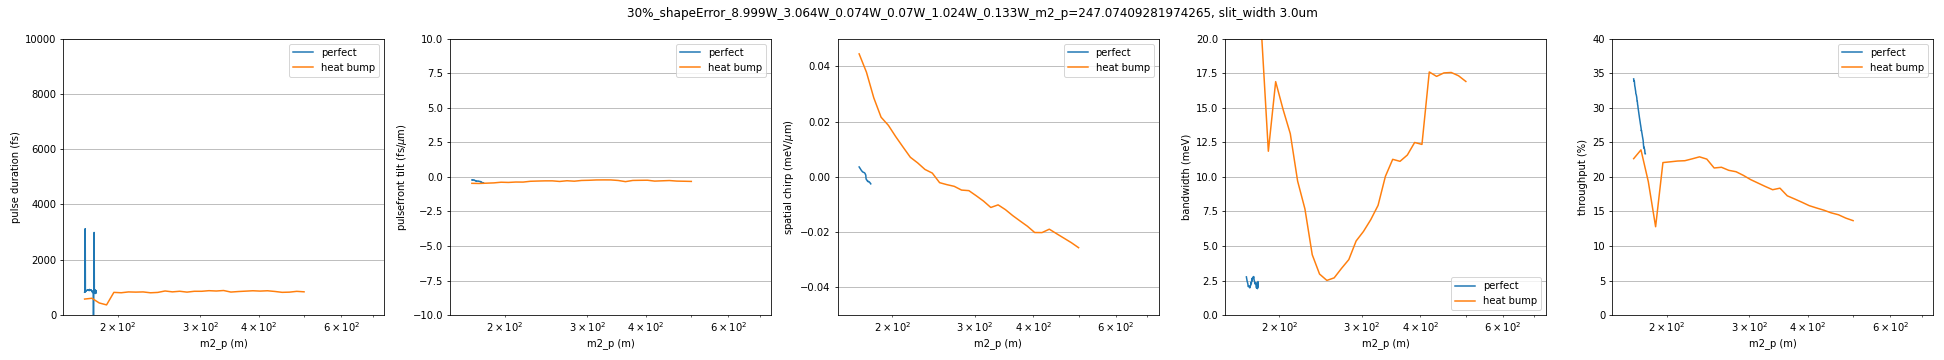 30%_shapeError_8.999W_3.064W_0.074W_0.07W_1.024W_0.133W_m2_p=247.07409281974265, slit_width 3.0um
pulse duration (fs)
10000
8000
6000
4000
2000
0
perfect
heat bump
2 × 10²
3 × 10²
4 × 10²
6 × 10²
m2_p (m)
pulsefront tilt (fs/μm)
10.0
7.5
5.0
2.5
0.0
−2.5
−5.0
−7.5
−10.0
perfect
heat bump
2 × 10²
3 × 10²
4 × 10²
6 × 10²
m2_p (m)
spatial chirp (meV/μm)
0.04
0.02
0.00
−0.02
−0.04
perfect
heat bump
2 × 10²
3 × 10²
4 × 10²
6 × 10²
m2_p (m)
bandwidth (meV)
20.0
17.5
15.0
12.5
10.0
7.5
5.0
2.5
0.0
perfect
heat bump
2 × 10²
3 × 10²
4 × 10²
6 × 10²
m2_p (m)
throughput (%)
40
35
30
25
20
15
10
5
0
perfect
heat bump
2 × 10²
3 × 10²
4 × 10²
6 × 10²
m2_p (m)